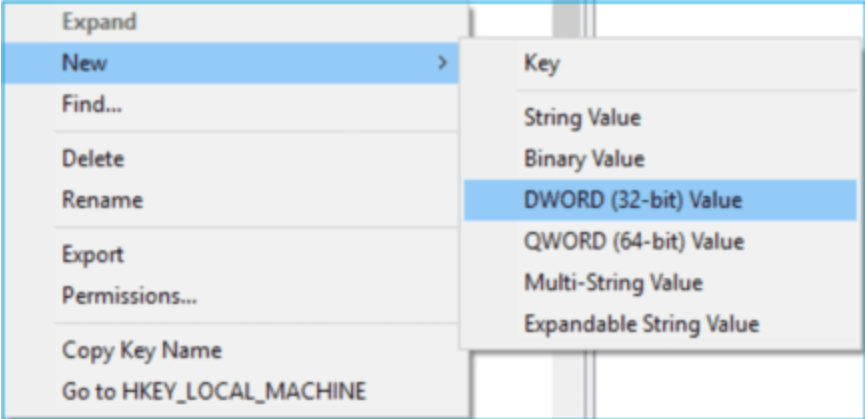 Expand
New
Find...
Delete
Rename
Export
Permissions...
Copy Key Name
Go to HKEY_LOCAL_MACHINE
Key
String Value
Binary Value
DWORD (32-bit) Value
QWORD (64-bit) Value
Multi-String Value
Expandable String Value